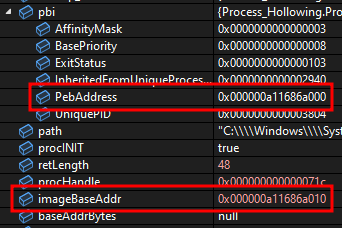 pbi {Process_Hollowing.Pro
AffinityMask 0x0000000000000003
BasePriority 0x0000000000000008
ExitStatus 0x0000000000000103
InheritedFromUniqueProces... 0x0000000000002940
PebAddress 0x000000a11686a000
UniquePID 0x0000000000003804
path "C:\\\\Windows\\\\Syst
procINIT true
retLength 48
procHandle 0x000000000000071c
imageBaseAddr 0x000000a11686a010
baseAddrBytes null